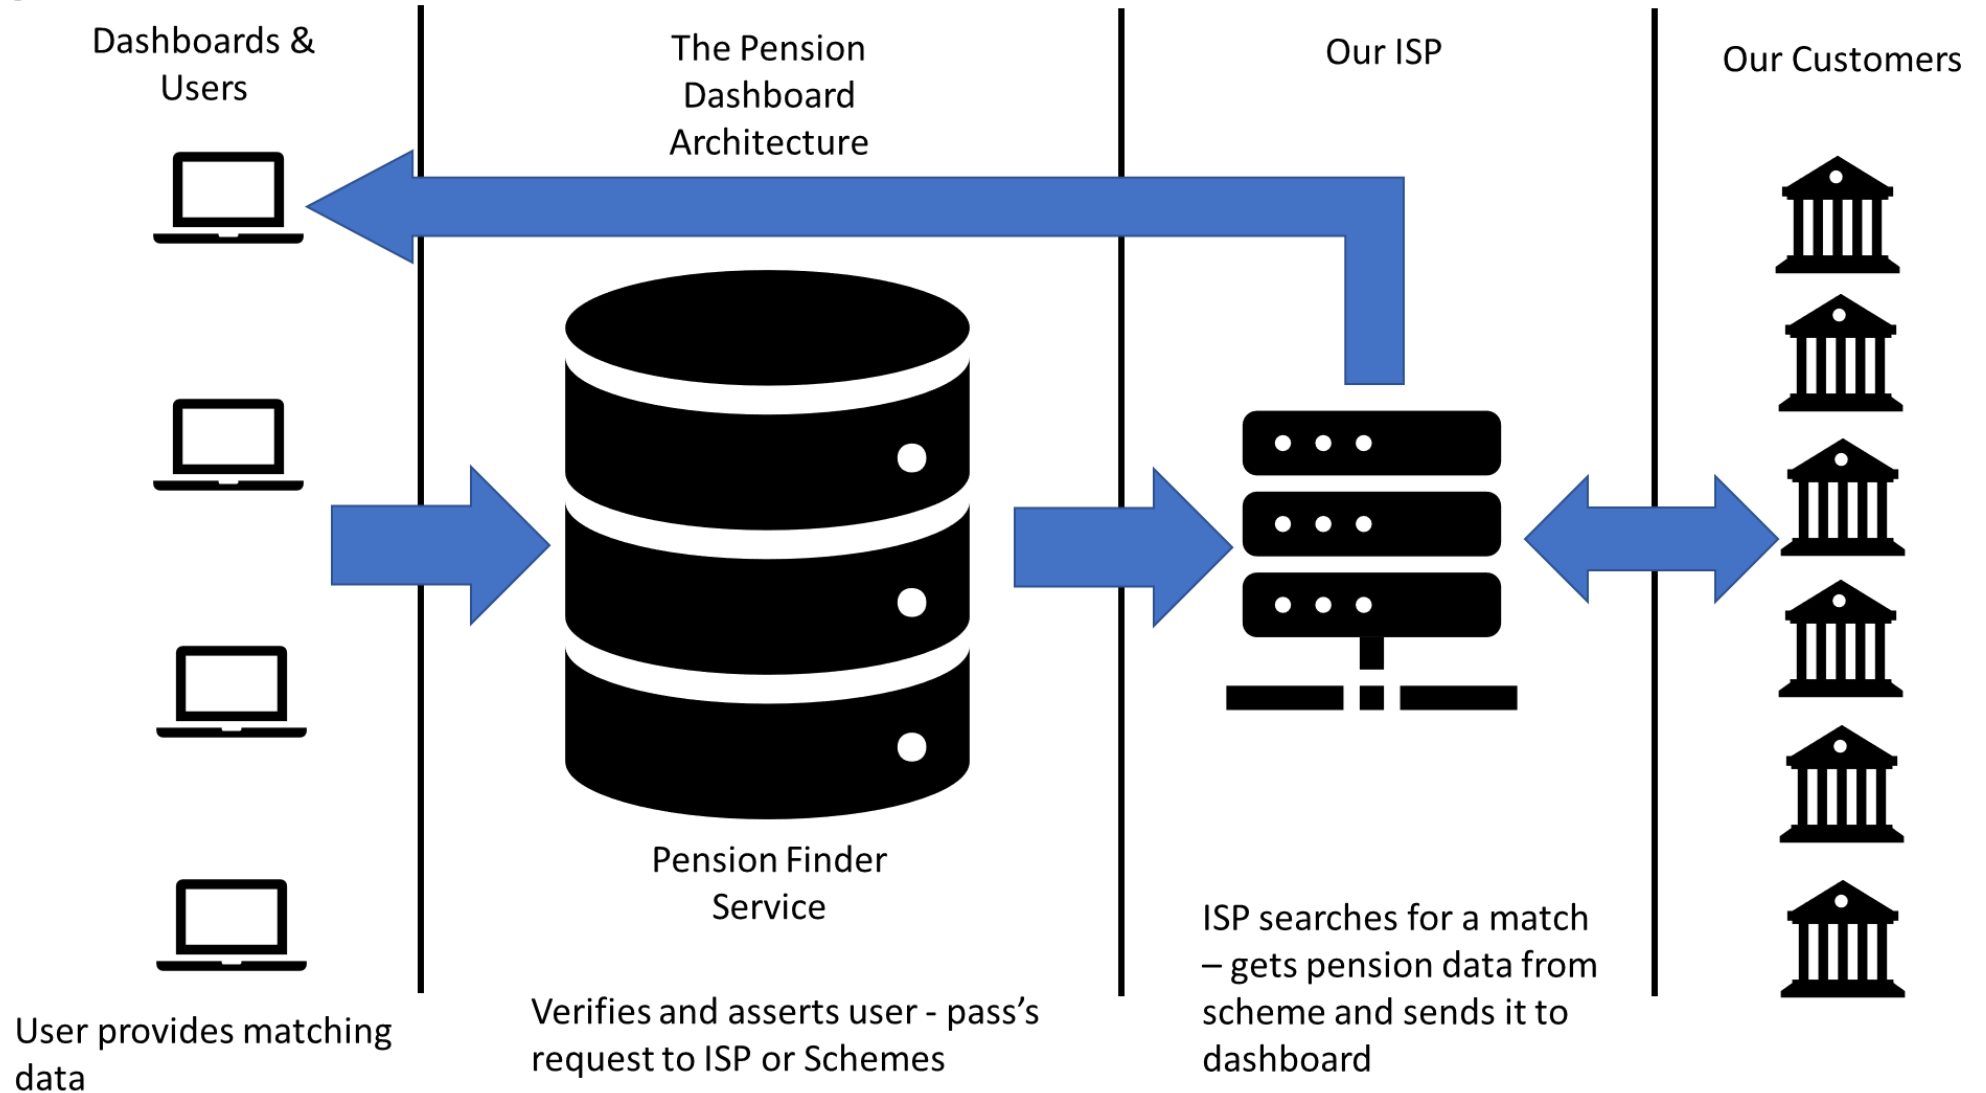 Dashboards &
Users
The Pension
Dashboard
Architecture
Our ISP
Our Customers
Pension Finder
Service
User provides matching
data
Verifies and asserts user - pass’s
request to ISP or Schemes
ISP searches for a match
– gets pension data from
scheme and sends it to
dashboard